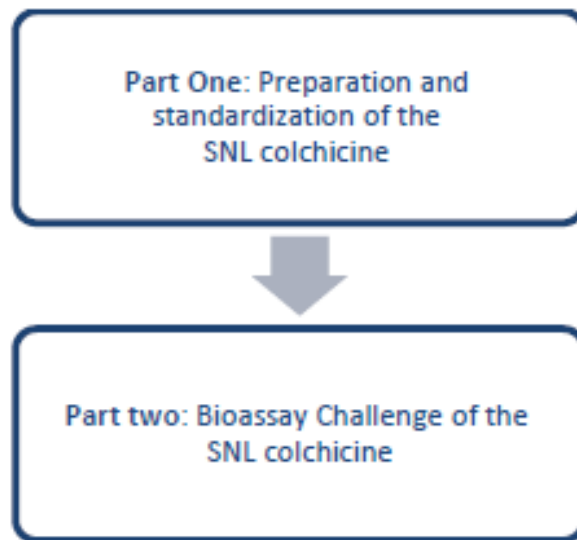 Part One: Preparation and
standardization of the
SNL colchicine
Part two: Bioassay Challenge of the
SNL colchicine